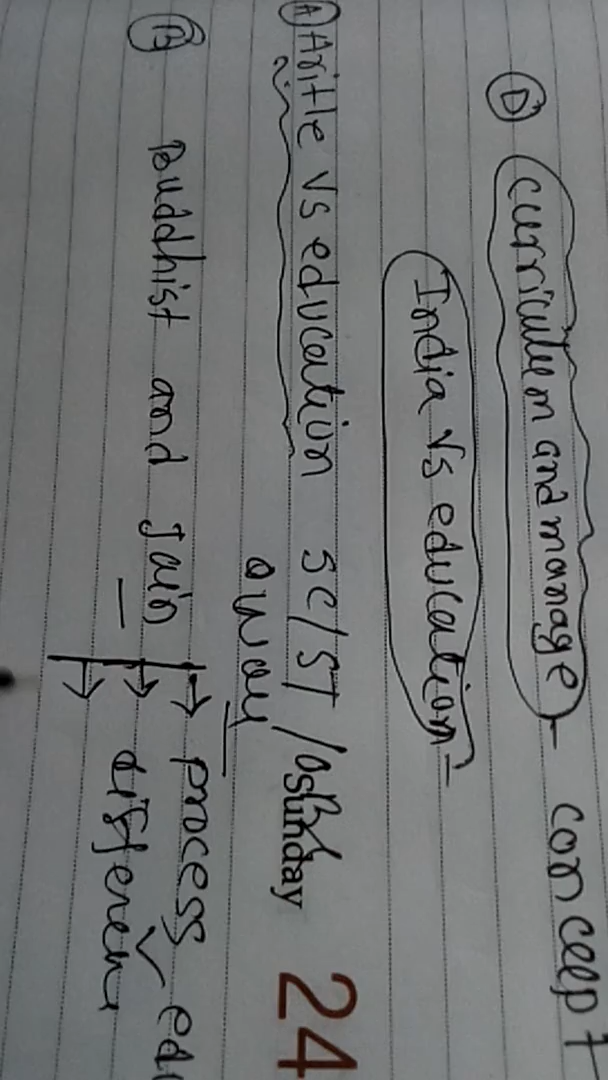 D curriculum and manage - concept
India vs education -
A Aritle vs education SC/ST/
away
sunday 24
B Buddhist and Jain → process edu
→ differen
→